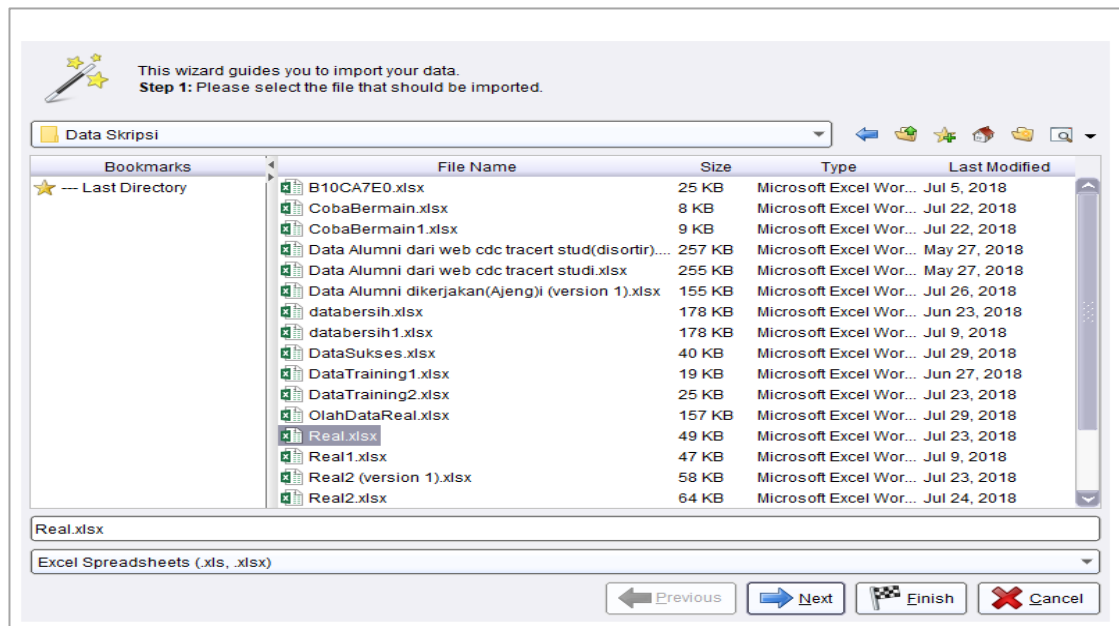 This wizard guides you to import your data.
Step 1: Please select the file that should be imported.
Data Skripsi
Bookmarks File Name Size Type Last Modified
--- Last Directory
B10CA7E0.xlsx 25 KB Microsoft Excel Wor... Jul 5, 2018
CobaBermain.xlsx 8 KB Microsoft Excel Wor... Jul 22, 2018
CobaBermain1.xlsx 9 KB Microsoft Excel Wor... Jul 22, 2018
Data Alumni dari web cdc tracert stud(disortir).... 257 KB Microsoft Excel Wor... May 27, 2018
Data Alumni dari web cdc tracert studi.xlsx 255 KB Microsoft Excel Wor... May 27, 2018
Data Alumni dikerjakan(Ajeng)i (version 1).xlsx 155 KB Microsoft Excel Wor... Jul 26, 2018
databersih.xlsx 178 KB Microsoft Excel Wor... Jun 23, 2018
databersih1.xlsx 178 KB Microsoft Excel Wor... Jul 9, 2018
DataSukses.xlsx 40 KB Microsoft Excel Wor... Jul 29, 2018
DataTraining1.xlsx 19 KB Microsoft Excel Wor... Jun 27, 2018
DataTraining2.xlsx 25 KB Microsoft Excel Wor... Jul 23, 2018
OlahDataReal.xlsx 157 KB Microsoft Excel Wor... Jul 29, 2018
Real.xlsx 49 KB Microsoft Excel Wor... Jul 23, 2018
Real1.xlsx 47 KB Microsoft Excel Wor... Jul 9, 2018
Real2 (version 1).xlsx 58 KB Microsoft Excel Wor... Jul 23, 2018
Real2.xlsx 64 KB Microsoft Excel Wor... Jul 24, 2018
Real.xlsx
Excel Spreadsheets (.xls, .xlsx)
Previous Next Finish Cancel